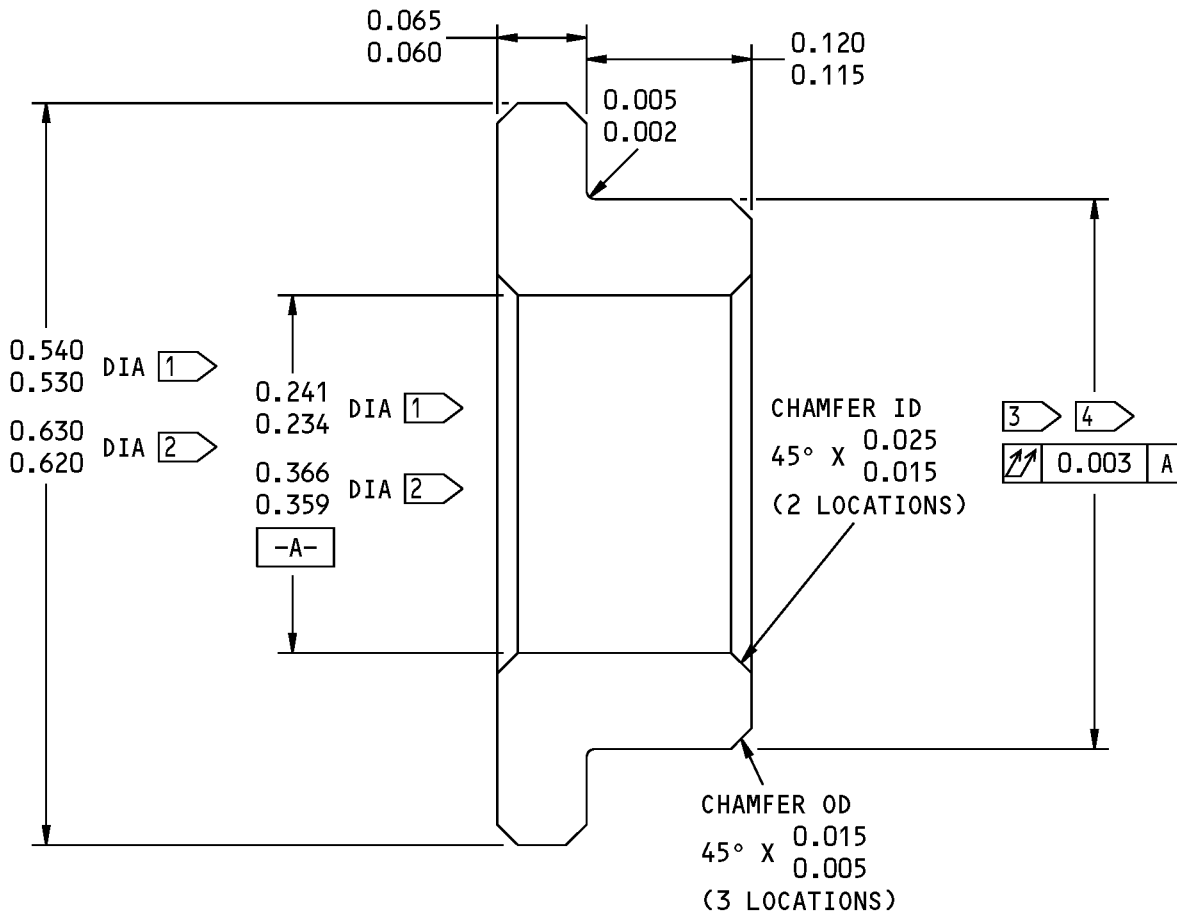 0.065
0.060
0.120
0.115
0.005
0.002
0.540
0.530
DIA 1
0.630
0.620
DIA 2
0.241
0.234
DIA 1
0.366
0.359
DIA 2
-A-
CHAMFER ID
45° X 0.025
0.015
(2 LOCATIONS)
3 4
0.003 A
CHAMFER OD
45° X 0.015
0.005
(3 LOCATIONS)